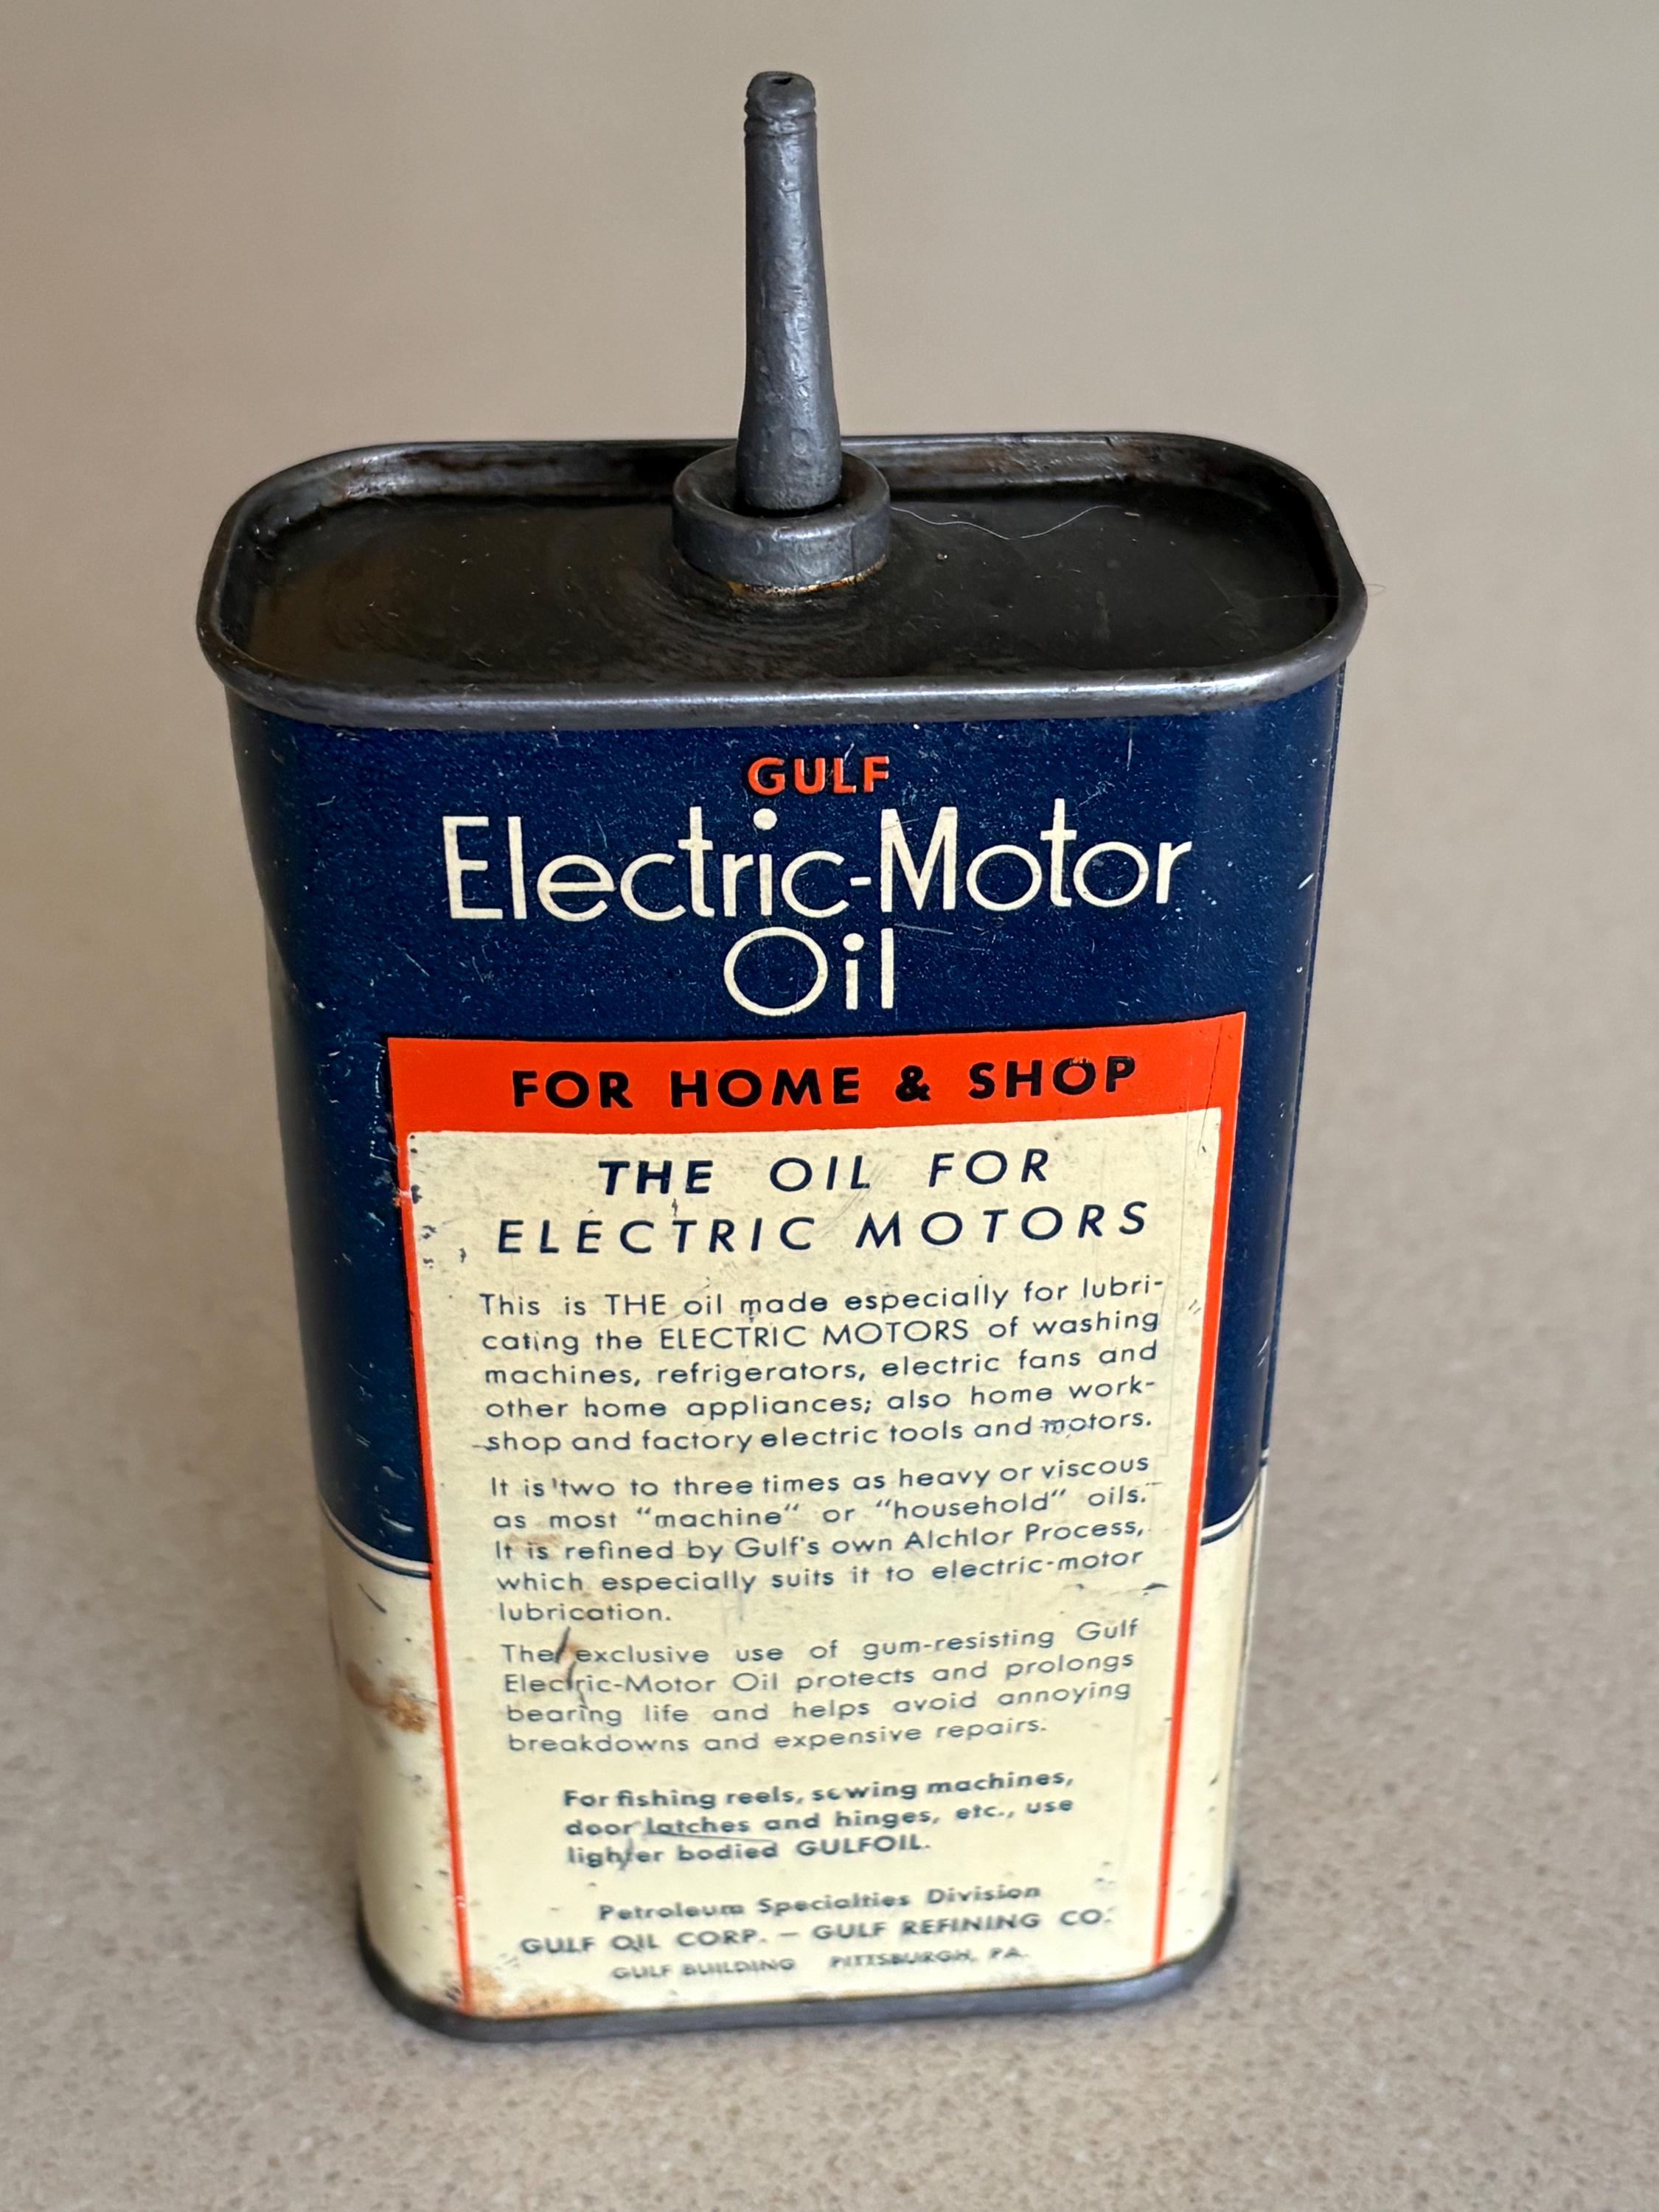 GULF
Electric-Motor
Oil
FOR HOME & SHOP
THE OIL FOR
ELECTRIC MOTORS
This is THE oil made especially for lubri-
cating the ELECTRIC MOTORS of washing
machines, refrigerators, electric fans and
other home appliances; also home work-
shop and factory electric tools and motors.
It is two to three times as heavy or viscous
as most "machine" or "household" oils.
It is refined by Gulf's own Alchlor Process,
which especially suits it to electric-motor
lubrication.
The exclusive use of gum-resisting Gulf
Electric-Motor Oil protects and prolongs
bearing life and helps avoid annoying
breakdowns and expensive repairs.
For fishing reels, sewing machines,
door latches and hinges, etc., use
lighter bodied GULFOIL.
Petroleum Specialties Division
GULF OIL CORP. — GULF REFINING CO.
GULF BUILDING PITTSBURGH, PA.